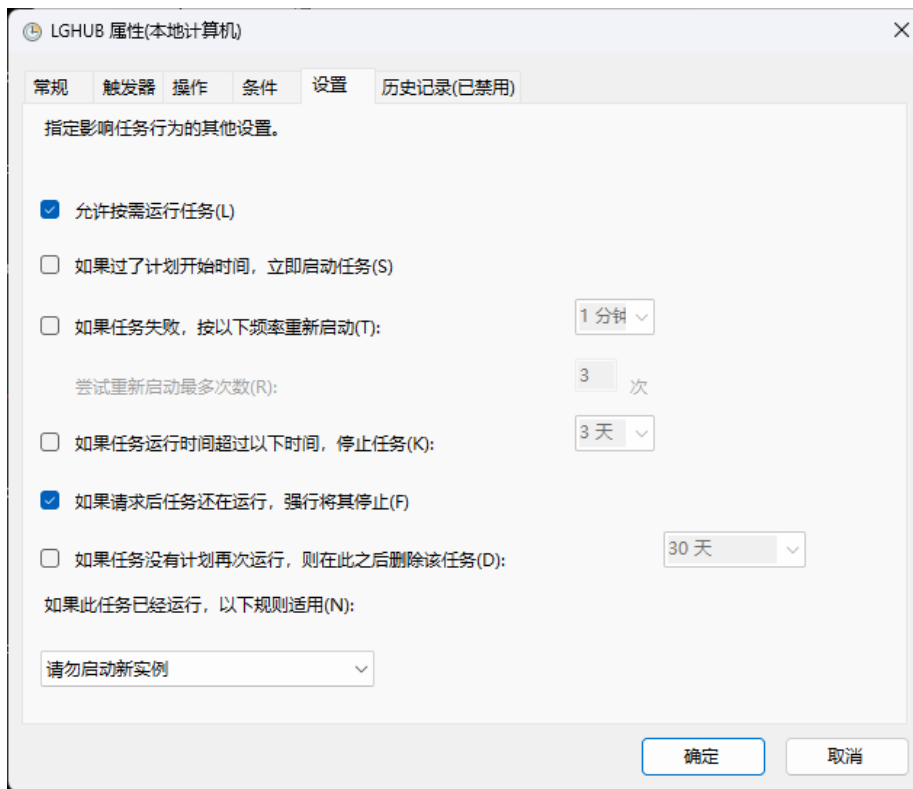 LGHUB 属性(本地计算机)
常规 触发器 操作 条件 设置 历史记录(已禁用)
指定影响任务行为的其他设置。
允许按需运行任务(L)
如果过了计划开始时间，立即启动任务(S)
如果任务失败，按以下频率重新启动(T): 1 分钟
尝试重新启动最多次数(R): 3 次
如果任务运行时间超过以下时间，停止任务(K): 3 天
如果请求后任务还在运行，强行将其停止(F)
如果任务没有计划再次运行，则在此之后删除该任务(D): 30 天
如果此任务已经运行，以下规则适用(N):
请勿启动新实例
确定 取消